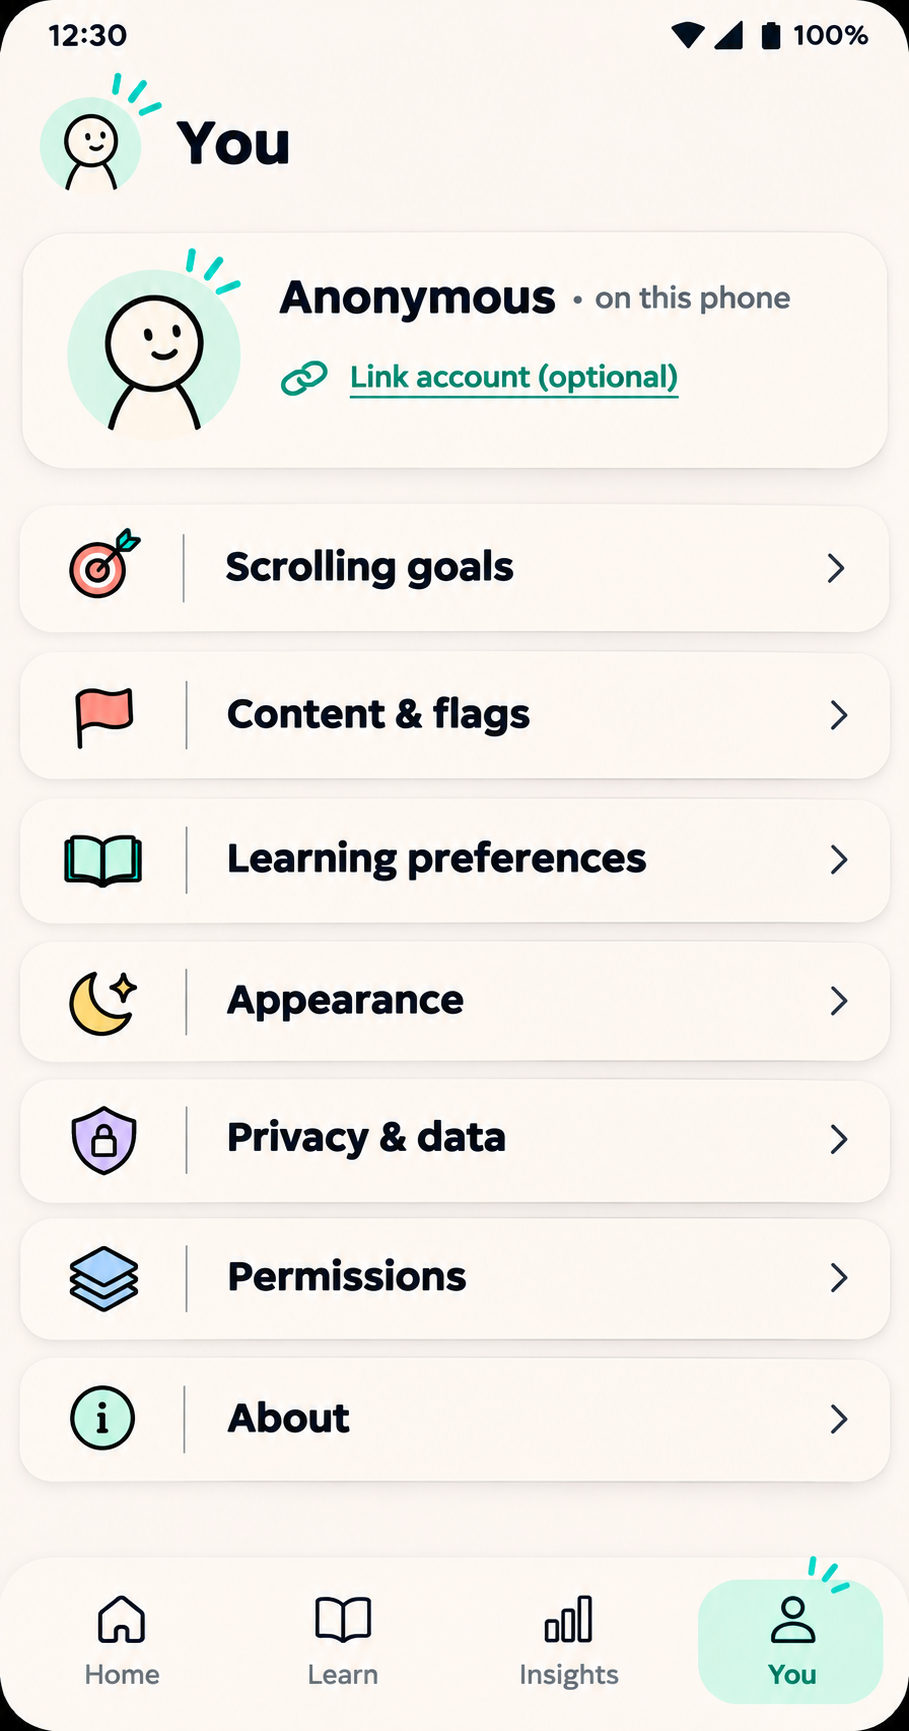 12:30
100%
You
Anonymous • on this phone
Link account (optional)
Scrolling goals
Content & flags
Learning preferences
Appearance
Privacy & data
Permissions
About
Home
Learn
Insights
You